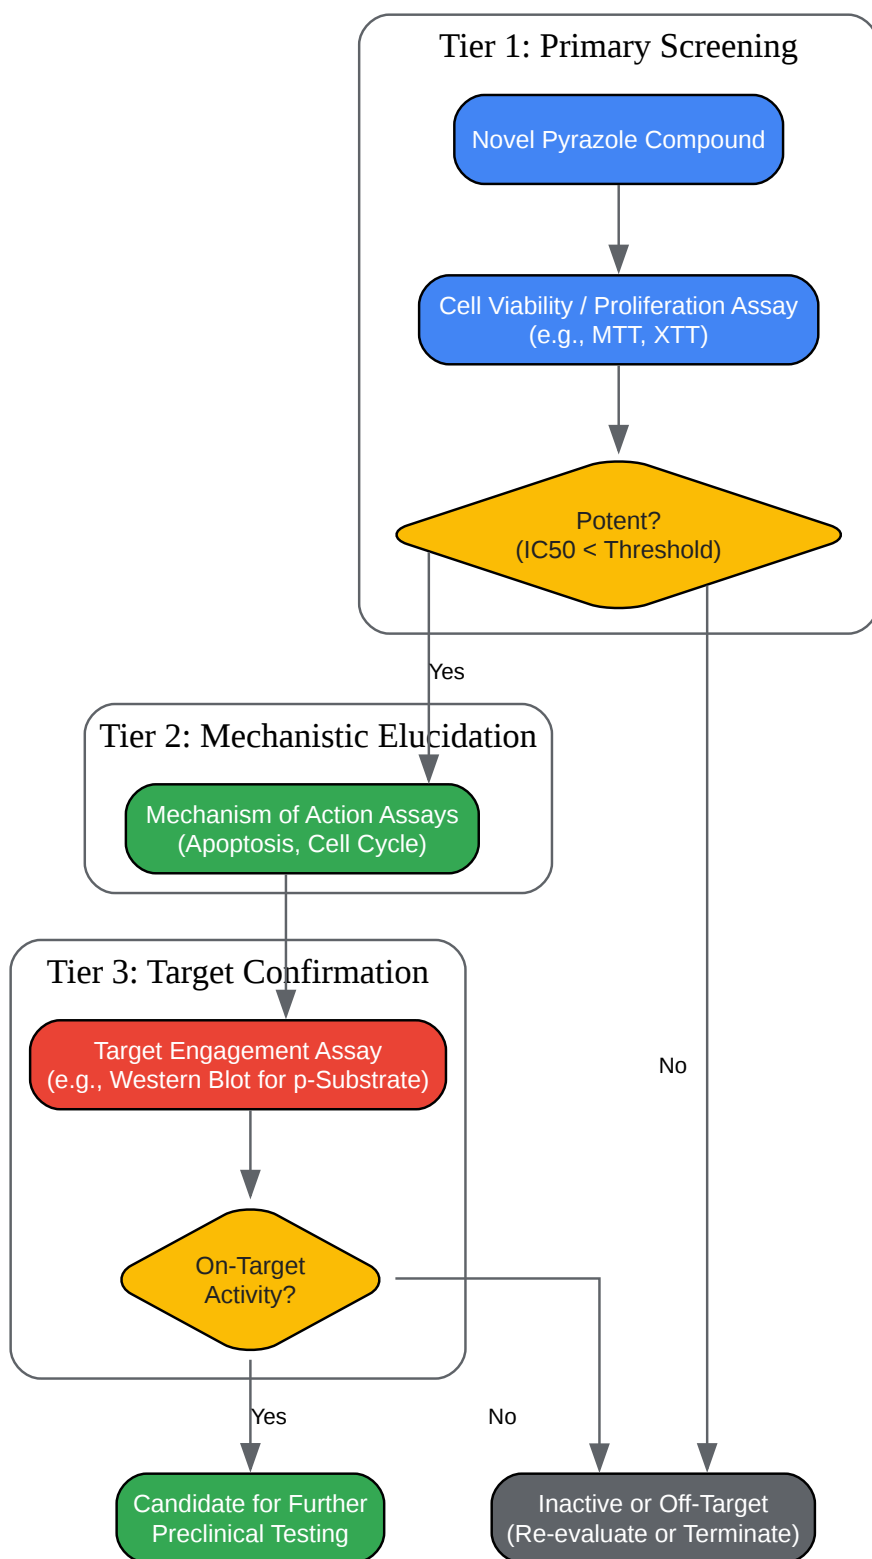 Tier 1: Primary Screening
Novel Pyrazole Compound
Cell Viability / Proliferation Assay
(e.g., MTT, XTT)
Potent?
(IC50 < Threshold)
Yes
Tier 2: Mechanistic Elucidation
Mechanism of Action Assays
(Apoptosis, Cell Cycle)
Tier 3: Target Confirmation
Target Engagement Assay
(e.g., Western Blot for p-Substrate)
No
On-Target
Activity?
Yes
No
Candidate for Further
Preclinical Testing
Inactive or Off-Target
(Re-evaluate or Terminate)